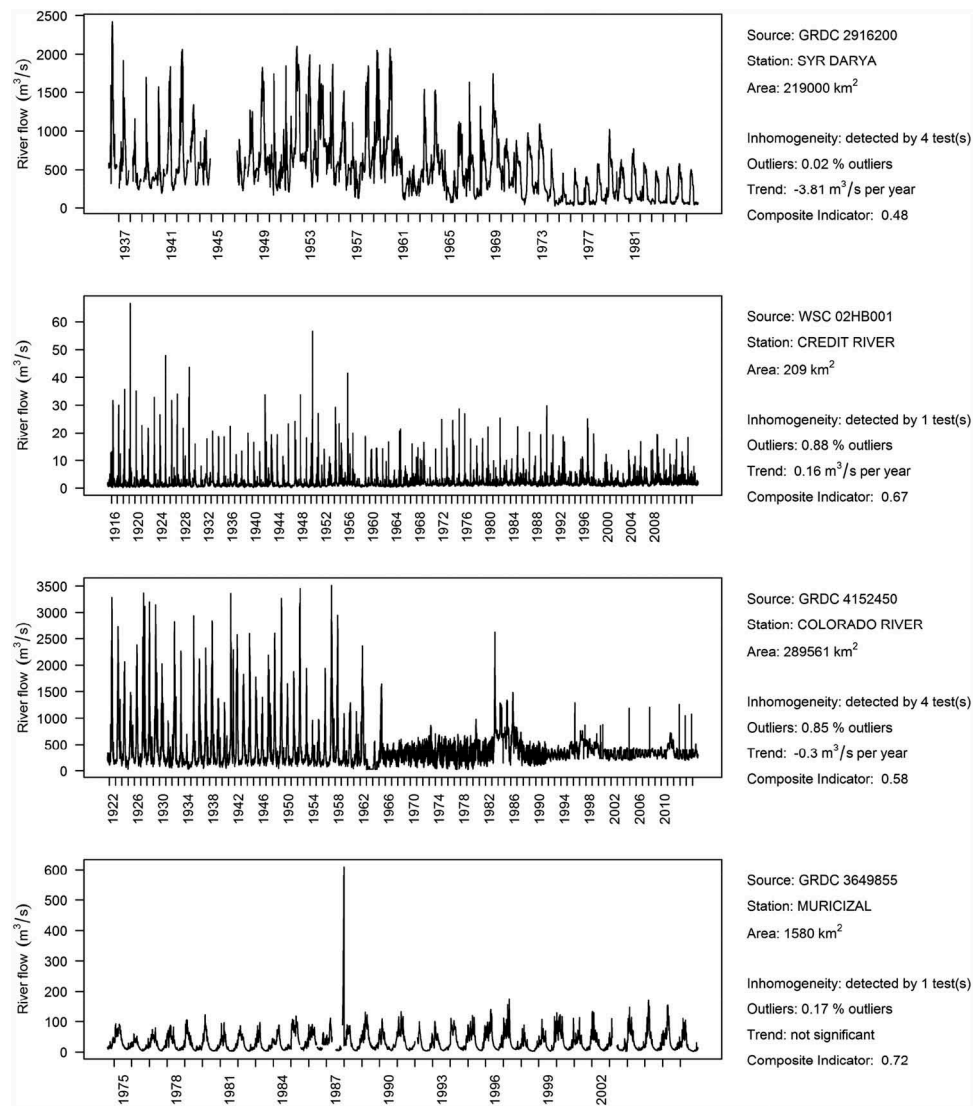 2500
2000
1500
1000
500
0
River flow (m³/s)
1937 1941 1945 1949 1953 1957 1961 1965 1969 1973 1977 1981
Source: GRDC 2916200
Station: SYR DARYA
Area: 219000 km²
Inhomogeneity: detected by 4 test(s)
Outliers: 0.02 % outliers
Trend: -3.81 m³/s per year
Composite Indicator: 0.48
60
50
40
30
20
10
0
River flow (m³/s)
1916 1920 1924 1928 1932 1936 1940 1944 1948 1952 1956 1960 1964 1968 1972 1976 1980 1984 1988 1992 1996 2000 2004 2008
Source: WSC 02HB001
Station: CREDIT RIVER
Area: 209 km²
Inhomogeneity: detected by 1 test(s)
Outliers: 0.88 % outliers
Trend: 0.16 m³/s per year
Composite Indicator: 0.67
3500
3000
2500
2000
1500
1000
500
0
River flow (m³/s)
1922 1926 1930 1934 1938 1942 1946 1950 1954 1958 1962 1966 1970 1974 1978 1982 1986 1990 1994 1998 2002 2006 2010
Source: GRDC 4152450
Station: COLORADO RIVER
Area: 289561 km²
Inhomogeneity: detected by 4 test(s)
Outliers: 0.85 % outliers
Trend: -0.3 m³/s per year
Composite Indicator: 0.58
600
500
400
300
200
100
0
River flow (m³/s)
1975 1978 1981 1984 1987 1990 1993 1996 1999 2002
Source: GRDC 3649855
Station: MURICIZAL
Area: 1580 km²
Inhomogeneity: detected by 1 test(s)
Outliers: 0.17 % outliers
Trend: not significant
Composite Indicator: 0.72